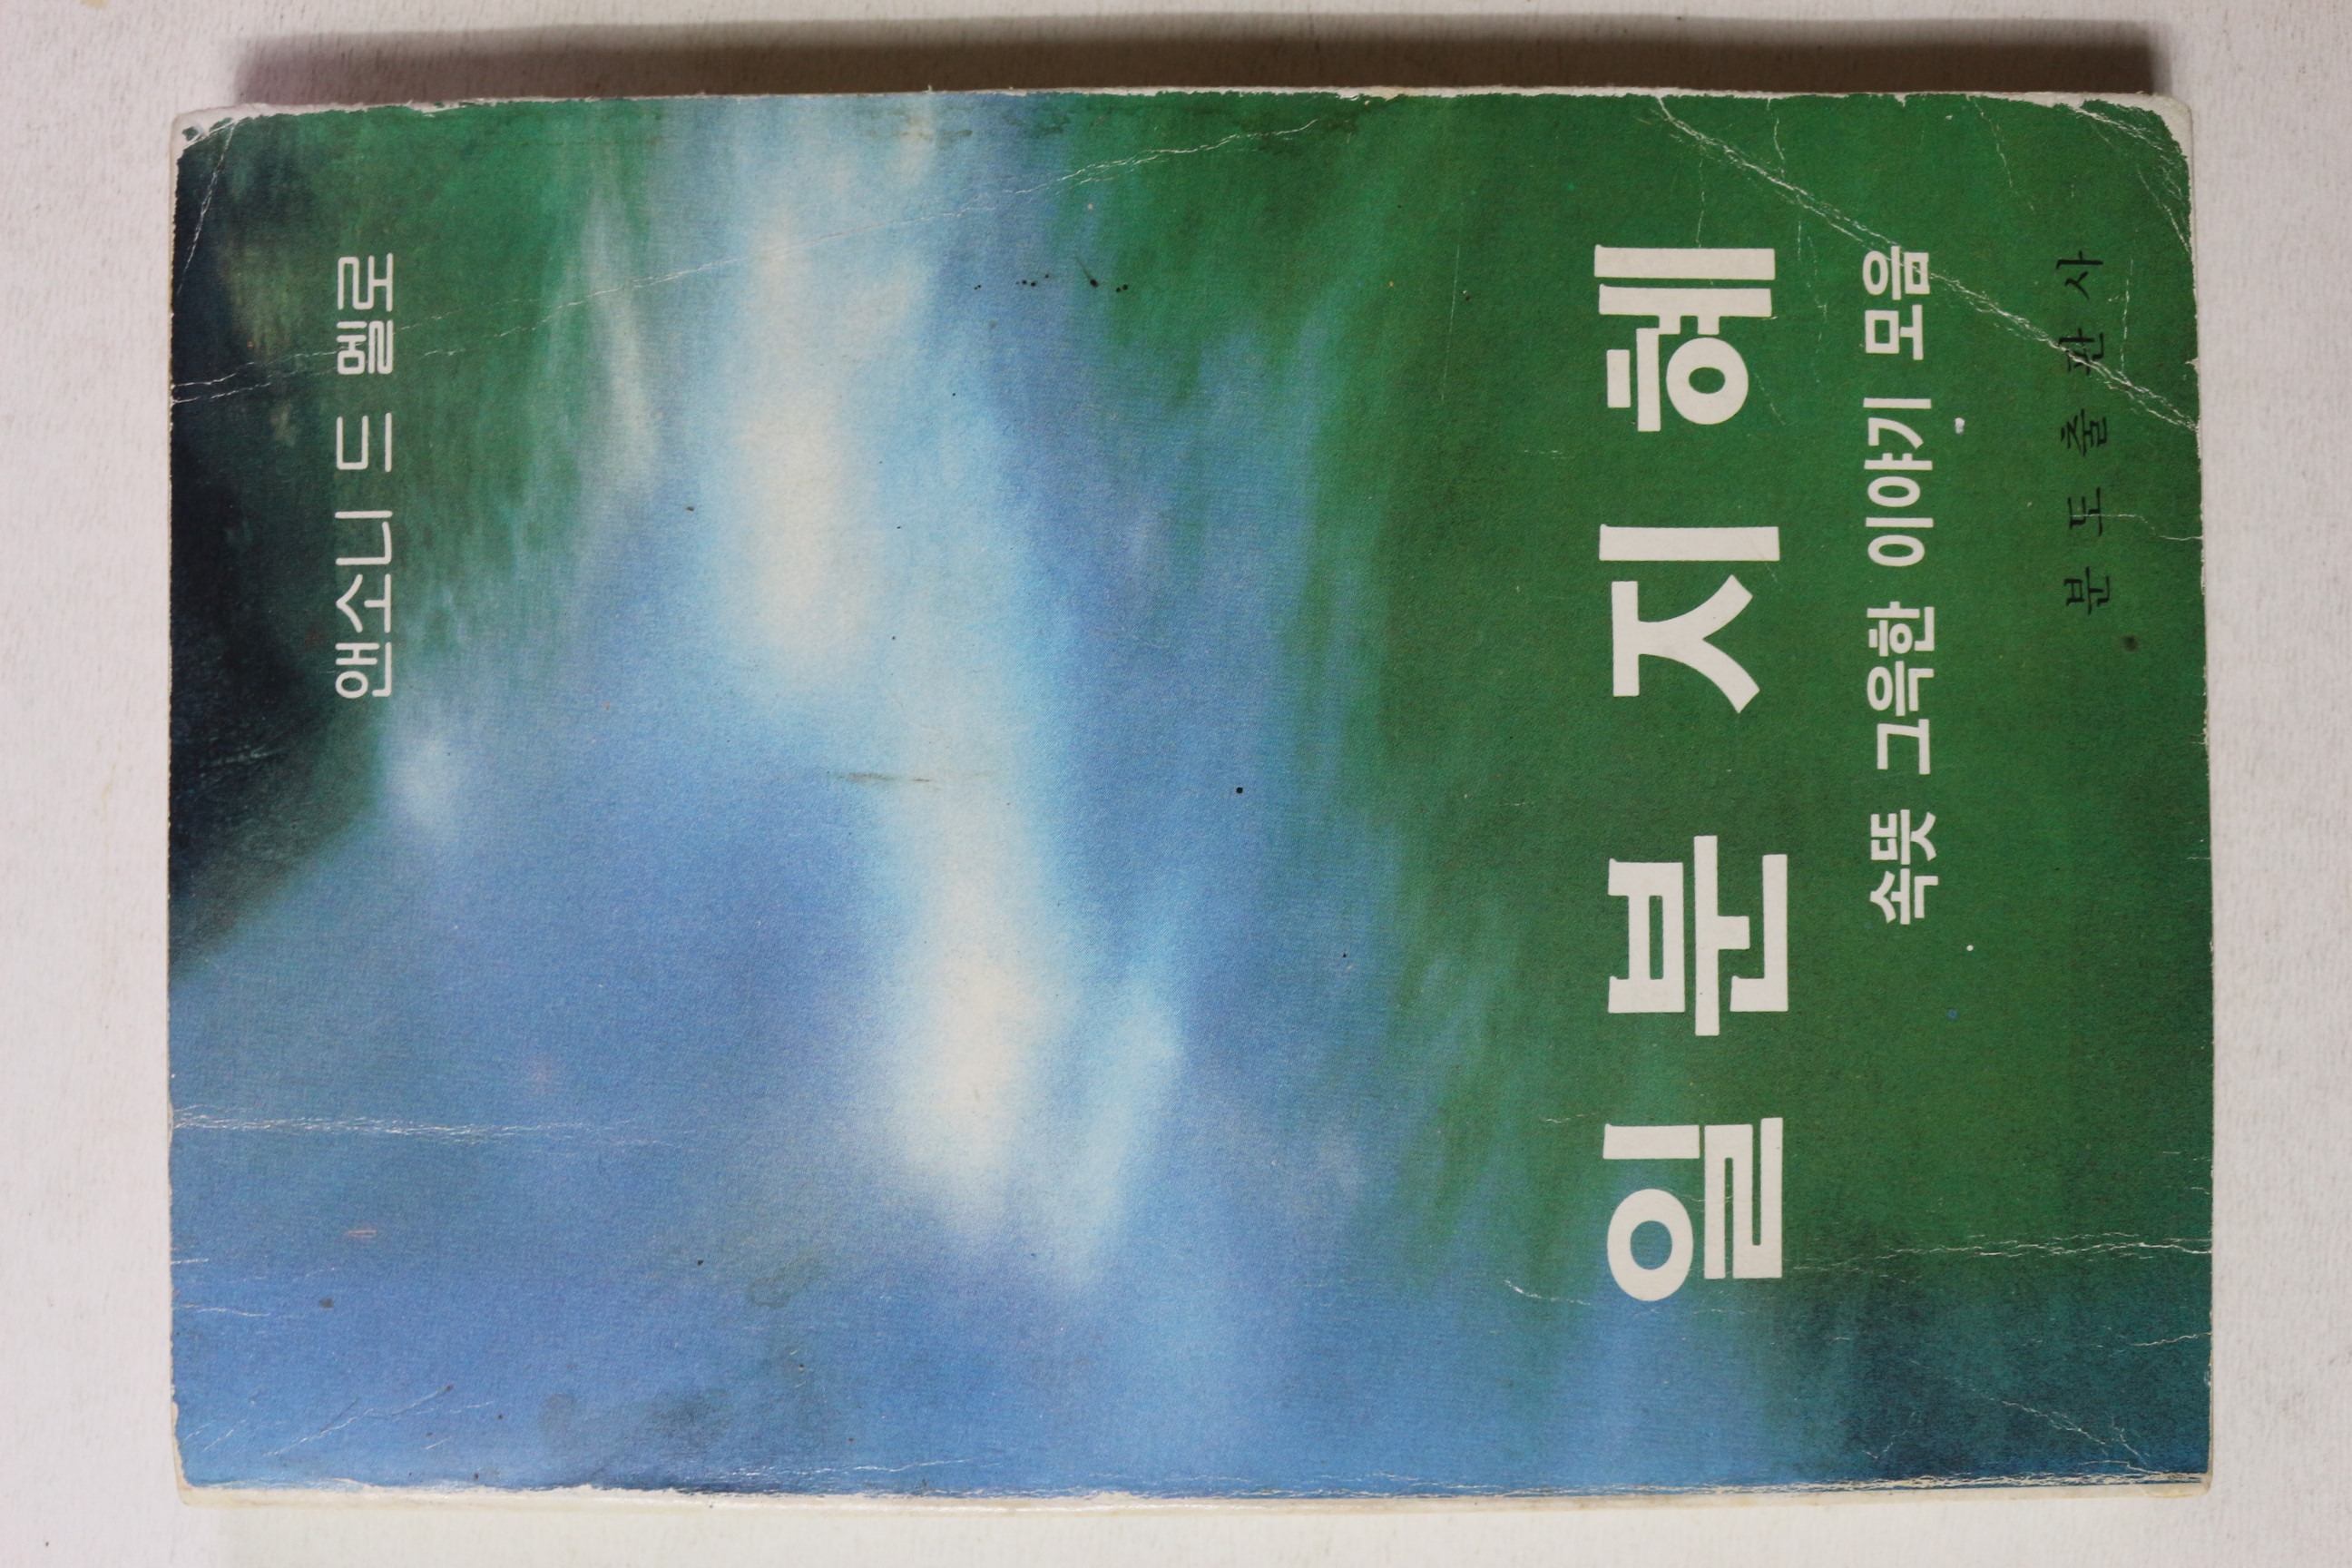 앤소니 드 멜로
일 분 지 혜
속뜻 그윽한 이야기 모음
분 도 출 판 사